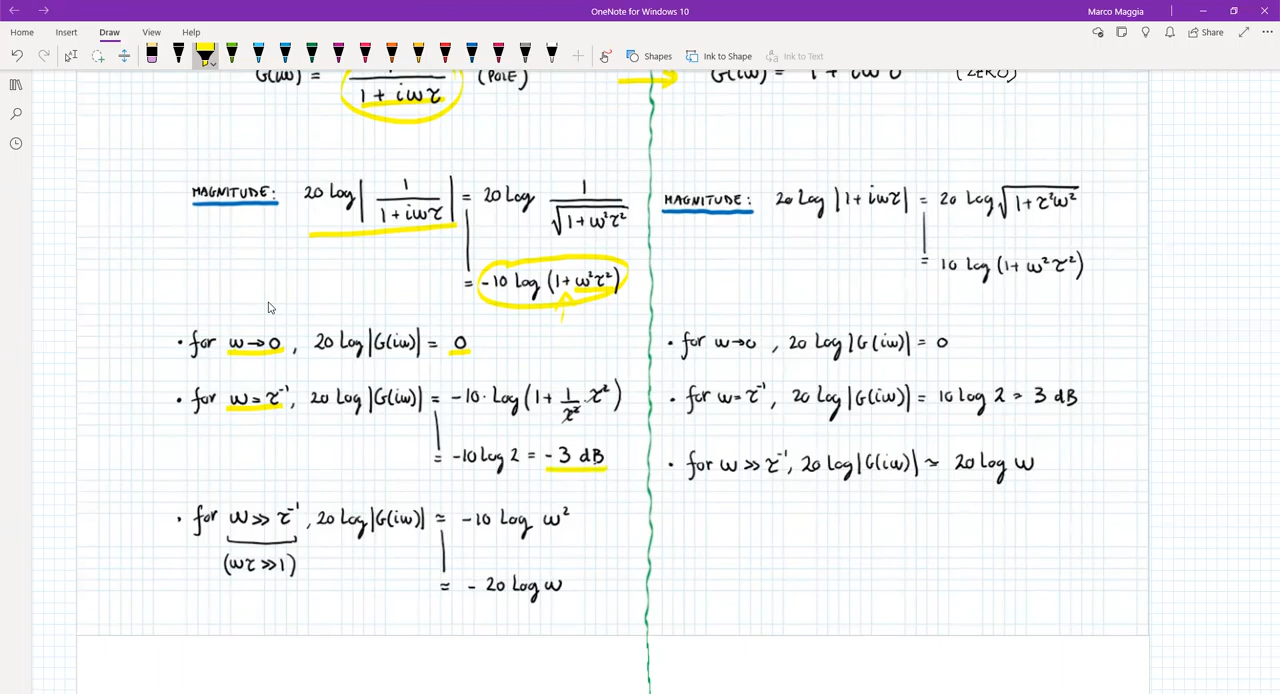 OneNote for Windows 10
Marco Maggia
Home Insert Draw View Help
Shapes Ink to Shape Ink to Text Share
G(iω) = 1 / (1 + iωτ) (POLE)
G(iω) = 1 + iωτ (ZERO)
MAGNITUDE: 20 Log |1 / (1 + iωτ)| = 20 Log 1 / √(1 + ω²τ²)
= -10 Log (1 + ω²τ²)
• for ω → 0 , 20 Log |G(iω)| = 0
• for ω = τ⁻¹, 20 Log |G(iω)| = -10 · Log (1 + 1/τ² · τ²)
= -10 Log 2 = - 3 dB
• for ω >> τ⁻¹, 20 Log |G(iω)| ≈ -10 Log ω²
(ωτ >> 1)
≈ - 20 Log ω
MAGNITUDE: 20 Log |1 + iωτ| = 20 Log √(1 + τ²ω²)
= 10 Log (1 + ω²τ²)
• for ω → 0 , 20 Log |G(iω)| = 0
• for ω = τ⁻¹, 20 Log |G(iω)| = 10 Log 2 = 3 dB
• for ω >> τ⁻¹, 20 Log |G(iω)| ≈ 20 Log ω